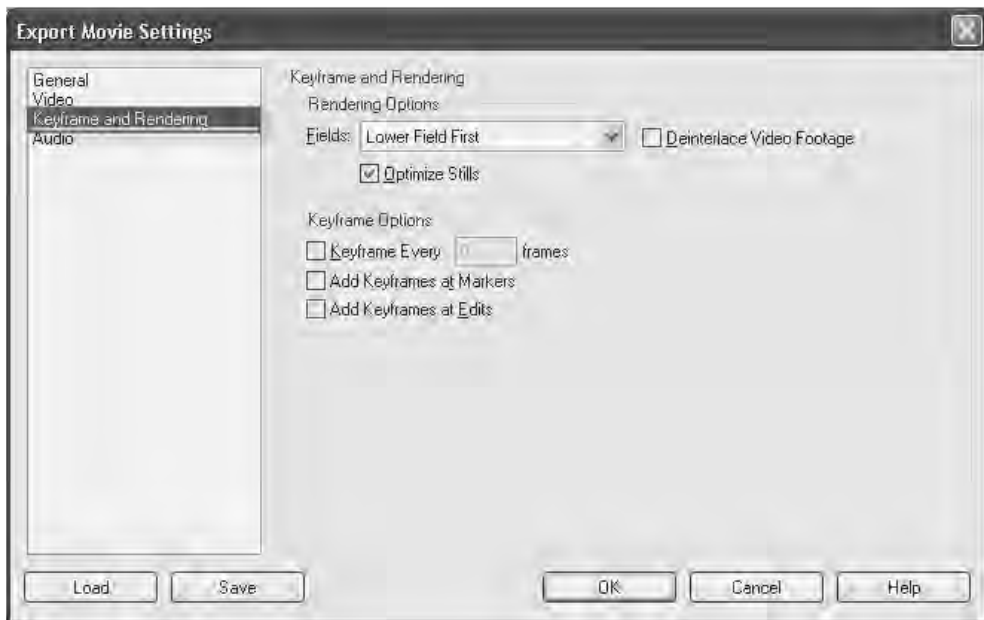 Export Movie Settings
General
Video
Keyframe and Rendering
Audio
Keyframe and Rendering
Rendering Options
Fields: Lower Field First Deinterlace Video Footage
Optimize Stills
Keyframe Options
Keyframe Every 0 frames
Add Keyframes at Markers
Add Keyframes at Edits
Load Save OK Cancel Help